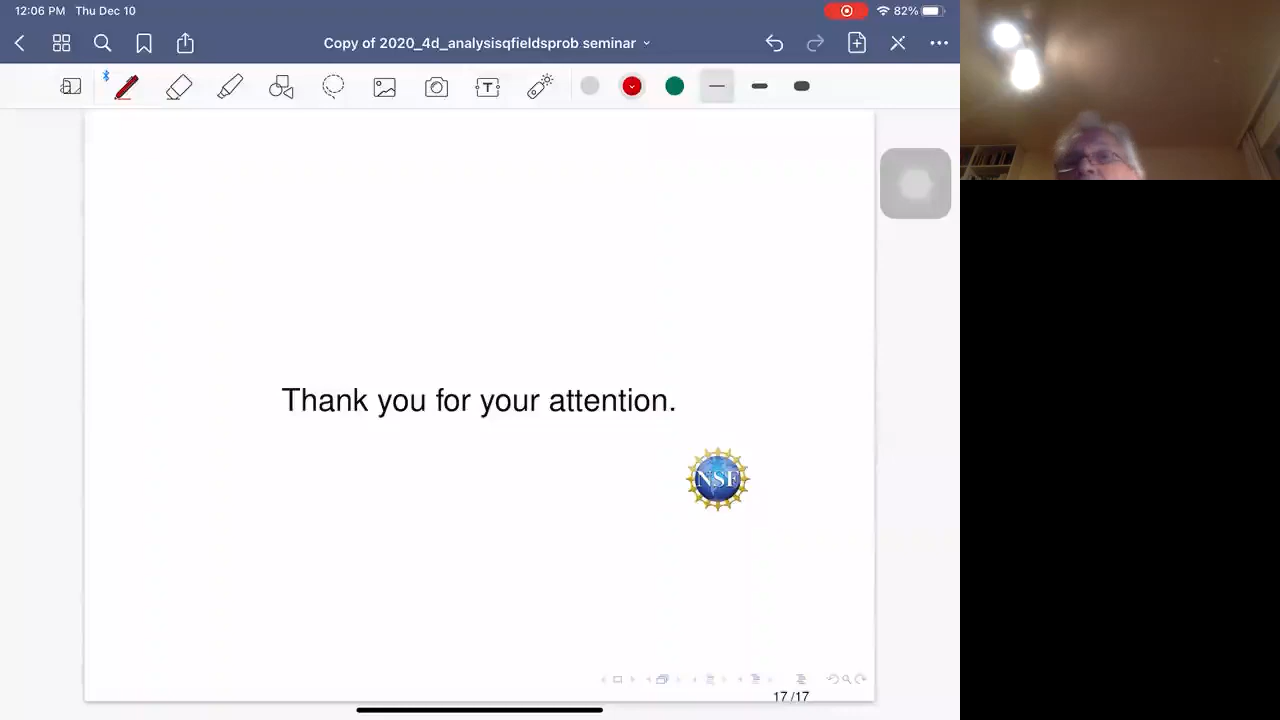 12:06 PM Thu Dec 10
82%
Copy of 2020_4d_analysisqfieldsprob seminar
T
Thank you for your attention.
NSF
17/17